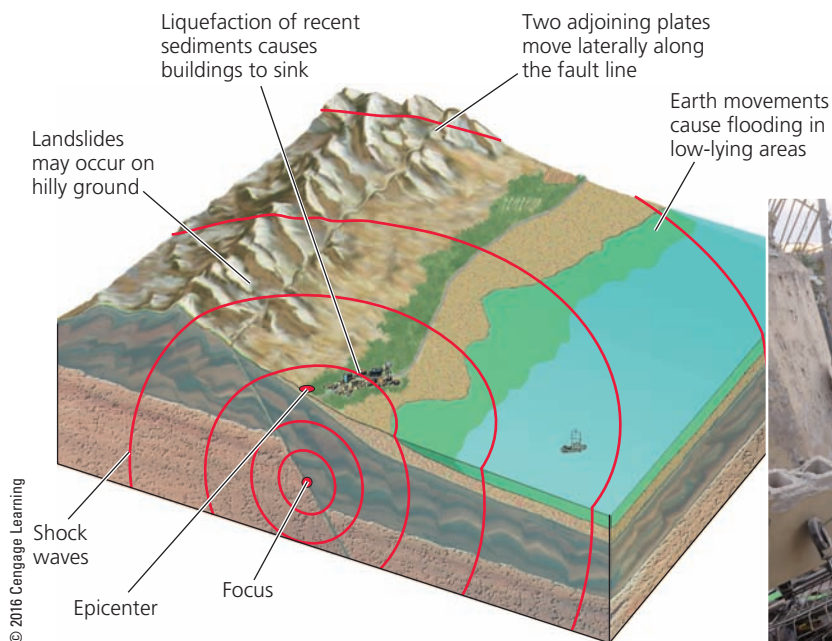 Liquefaction of recent
sediments causes
buildings to sink
Two adjoining plates
move laterally along
the fault line
Earth movements
cause flooding in
low-lying areas
Landslides
may occur on
hilly ground
Shock
waves
Epicenter
Focus
© 2016 Cengage Learning